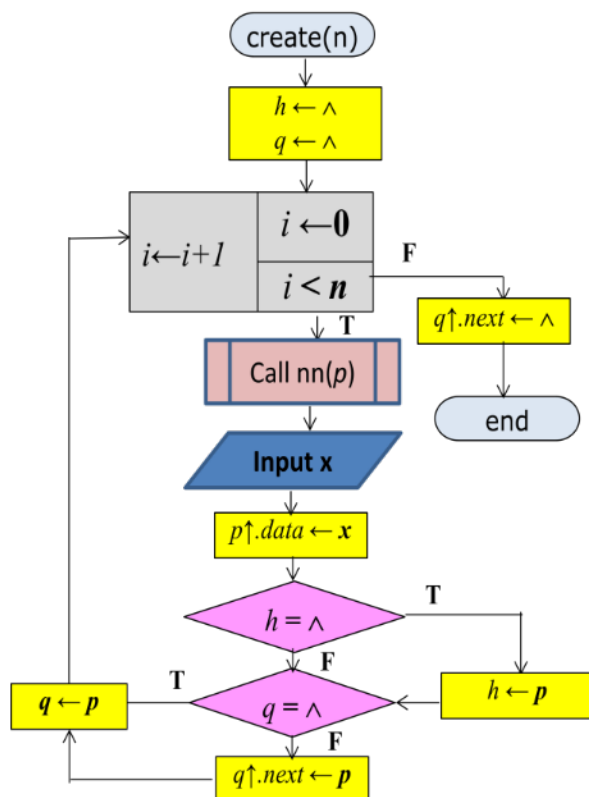 create(n)
h ← ∧
q ← ∧
i ← 0
i←i+1
i < n
F
T
q↑.next ← ∧
Call nn(p)
end
Input x
p↑.data ← x
h = ∧
T
F
h ← p
T
q ← p
q = ∧
F
q↑.next ← p